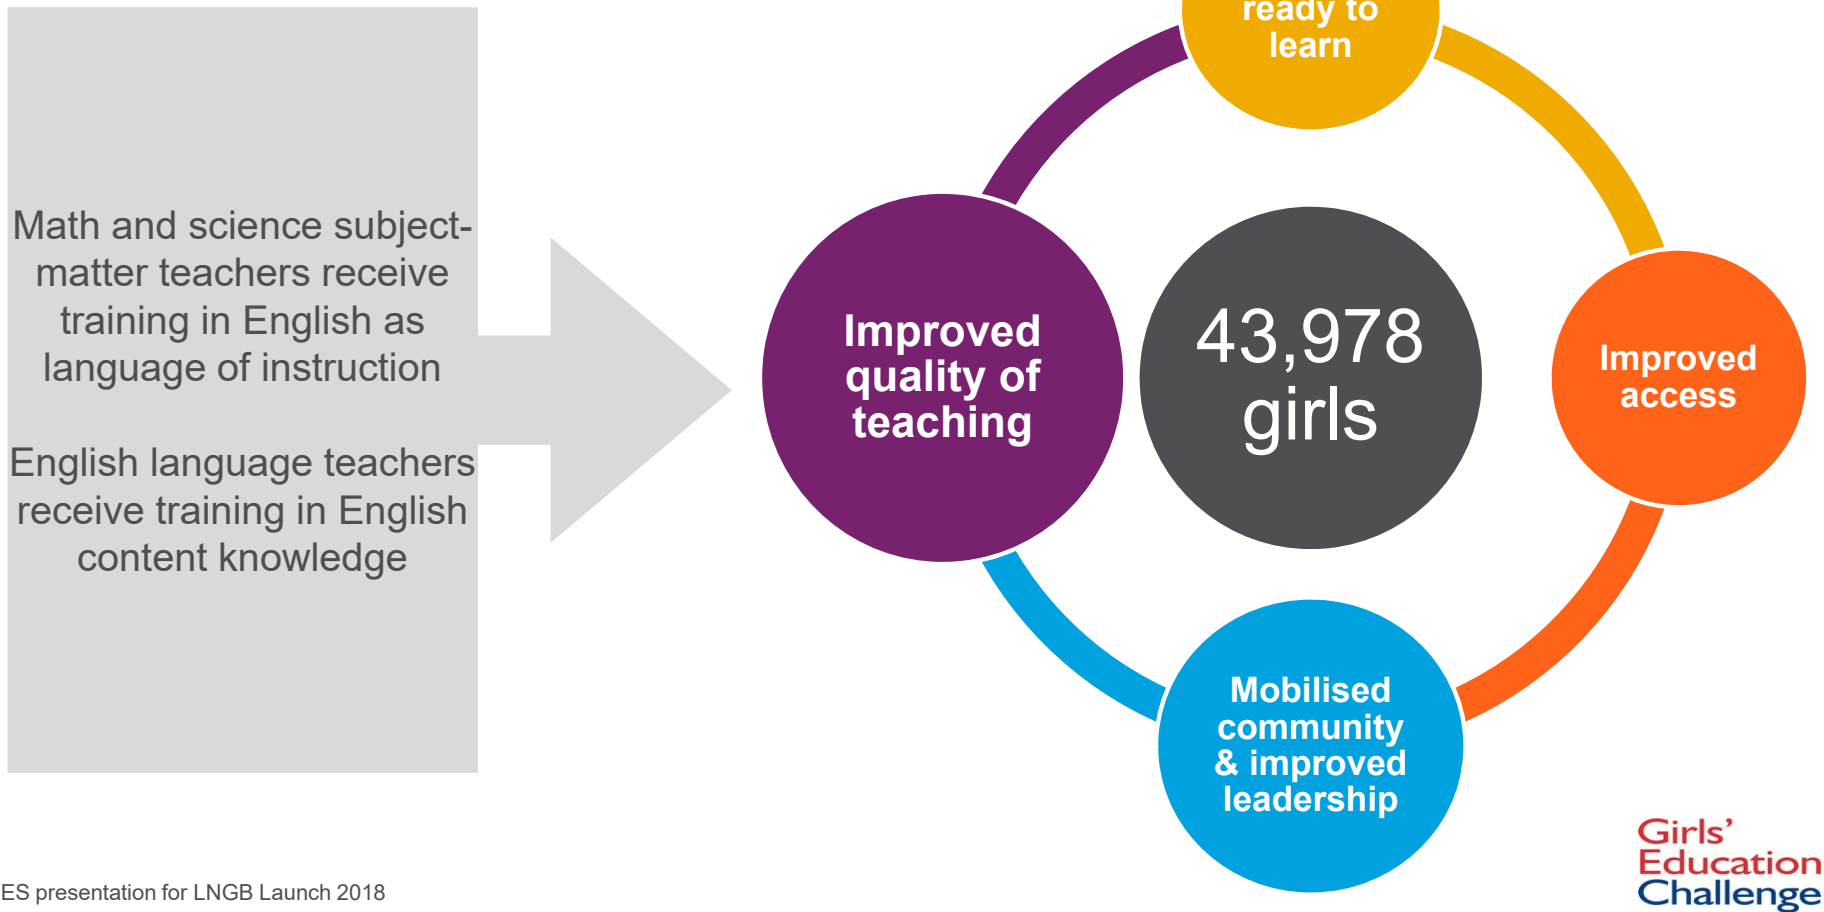 ready to
learn
Math and science subject-
matter teachers receive
training in English as
language of instruction
English language teachers
receive training in English
content knowledge
Improved
quality of
teaching
43,978
girls
Improved
access
Mobilised
community
& improved
leadership
ES presentation for LNGB Launch 2018
Girls’
Education
Challenge